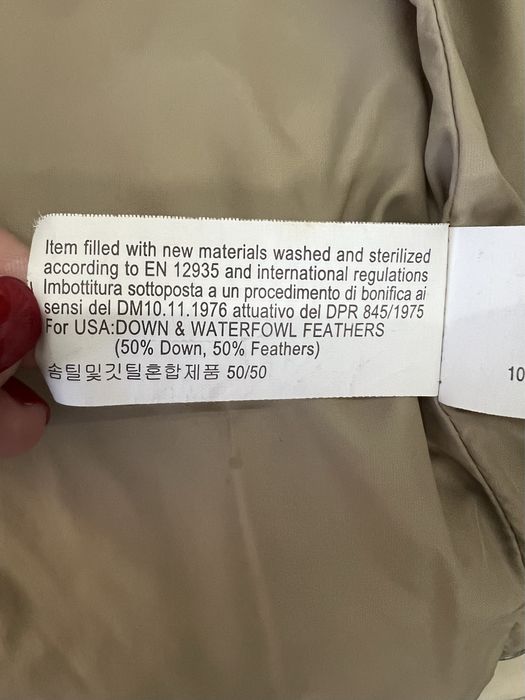 Item filled with new materials washed and sterilized
according to EN 12935 and international regulations
Imbottitura sottoposta a un procedimento di bonifica ai
sensi del DM10.11.1976 attuativo del DPR 845/1975
For USA:DOWN & WATERFOWL FEATHERS
(50% Down, 50% Feathers)
솜털및깃털혼합제품 50/50
10